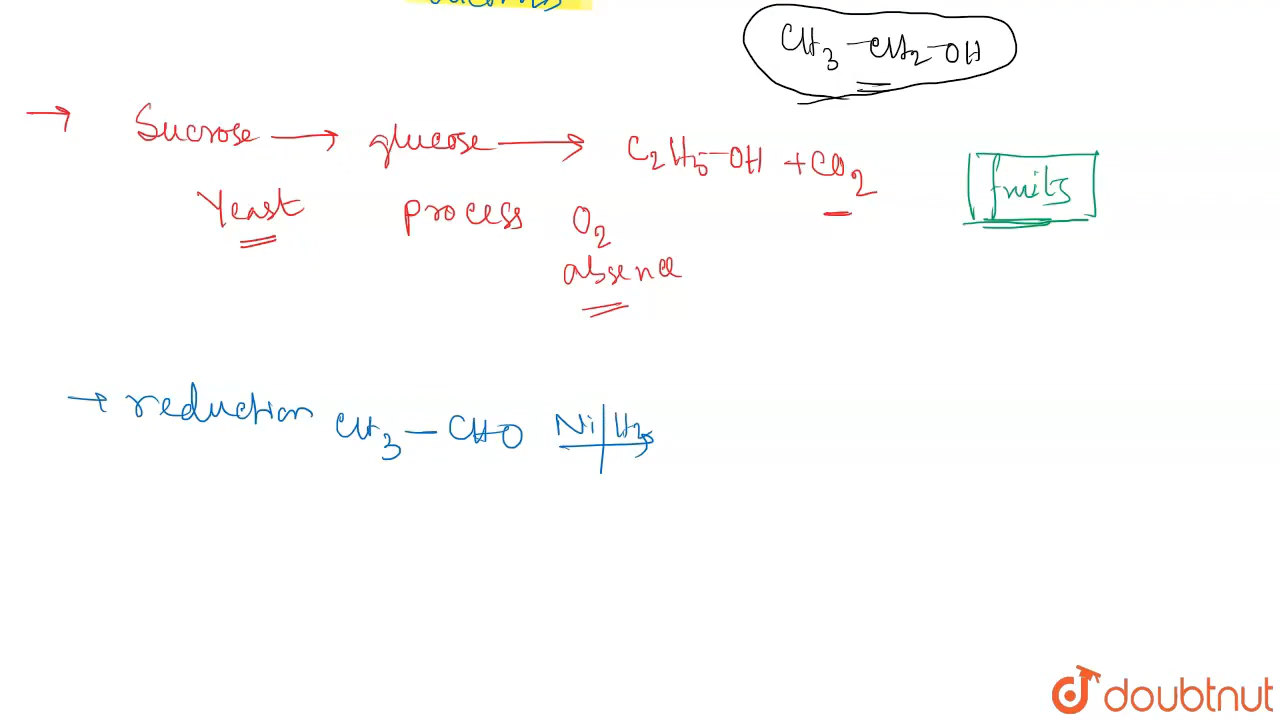 CH3 - CH2 - OH
→ Sucrose → glucose → C2H5-OH + CO2
fruits
Yeast process O2
absence
→ reduction CH3 - CHO Ni/H2
doubtnut